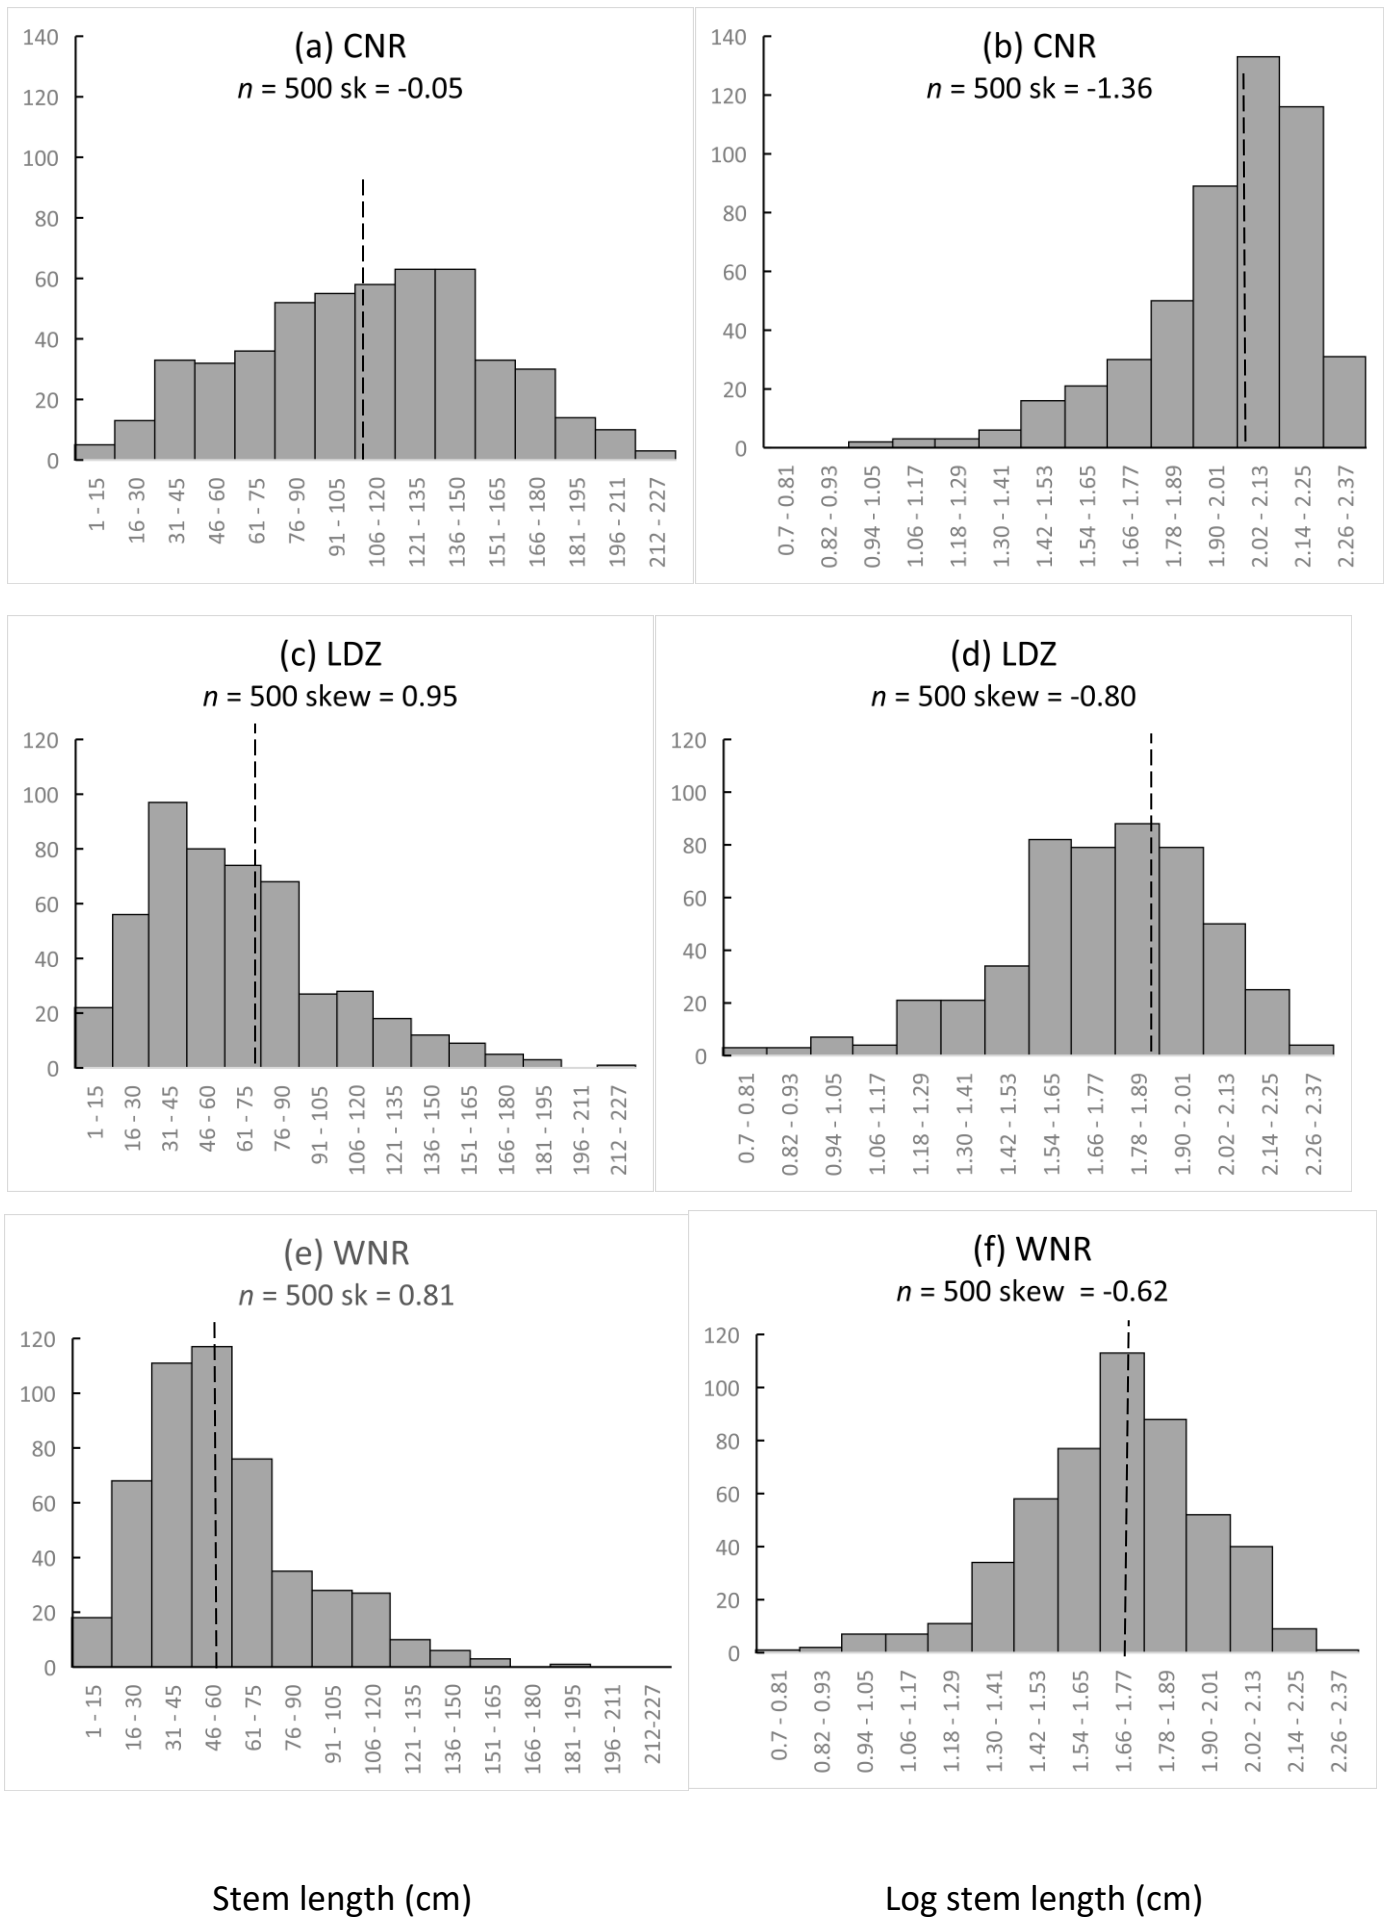 (a) CNR
n = 500 sk = -0.05
140
120
100
80
60
40
20
0
1 - 15
16 - 30
31 - 45
46 - 60
61 - 75
76 - 90
91 - 105
106 - 120
121 - 135
136 - 150
151 - 165
166 - 180
181 - 195
196 - 211
212 - 227
(b) CNR
n = 500 sk = -1.36
140
120
100
80
60
40
20
0
0.7 - 0.81
0.82 - 0.93
0.94 - 1.05
1.06 - 1.17
1.18 - 1.29
1.30 - 1.41
1.42 - 1.53
1.54 - 1.65
1.66 - 1.77
1.78 - 1.89
1.90 - 2.01
2.02 - 2.13
2.14 - 2.25
2.26 - 2.37
(c) LDZ
n = 500 skew = 0.95
120
100
80
60
40
20
0
1 - 15
16 - 30
31 - 45
46 - 60
61 - 75
76 - 90
91 - 105
106 - 120
121 - 135
136 - 150
151 - 165
166 - 180
181 - 195
196 - 211
212 - 227
(d) LDZ
n = 500 skew = -0.80
120
100
80
60
40
20
0
0.7 - 0.81
0.82 - 0.93
0.94 - 1.05
1.06 - 1.17
1.18 - 1.29
1.30 - 1.41
1.42 - 1.53
1.54 - 1.65
1.66 - 1.77
1.78 - 1.89
1.90 - 2.01
2.02 - 2.13
2.14 - 2.25
2.26 - 2.37
(e) WNR
n = 500 sk = 0.81
120
100
80
60
40
20
0
1 - 15
16 - 30
31 - 45
46 - 60
61 - 75
76 - 90
91 - 105
106 - 120
121 - 135
136 - 150
151 - 165
166 - 180
181 - 195
196 - 211
212-227
(f) WNR
n = 500 skew = -0.62
120
100
80
60
40
20
0
0.7 - 0.81
0.82 - 0.93
0.94 - 1.05
1.06 - 1.17
1.18 - 1.29
1.30 - 1.41
1.42 - 1.53
1.54 - 1.65
1.66 - 1.77
1.78 - 1.89
1.90 - 2.01
2.02 - 2.13
2.14 - 2.25
2.26 - 2.37
Stem length (cm)
Log stem length (cm)